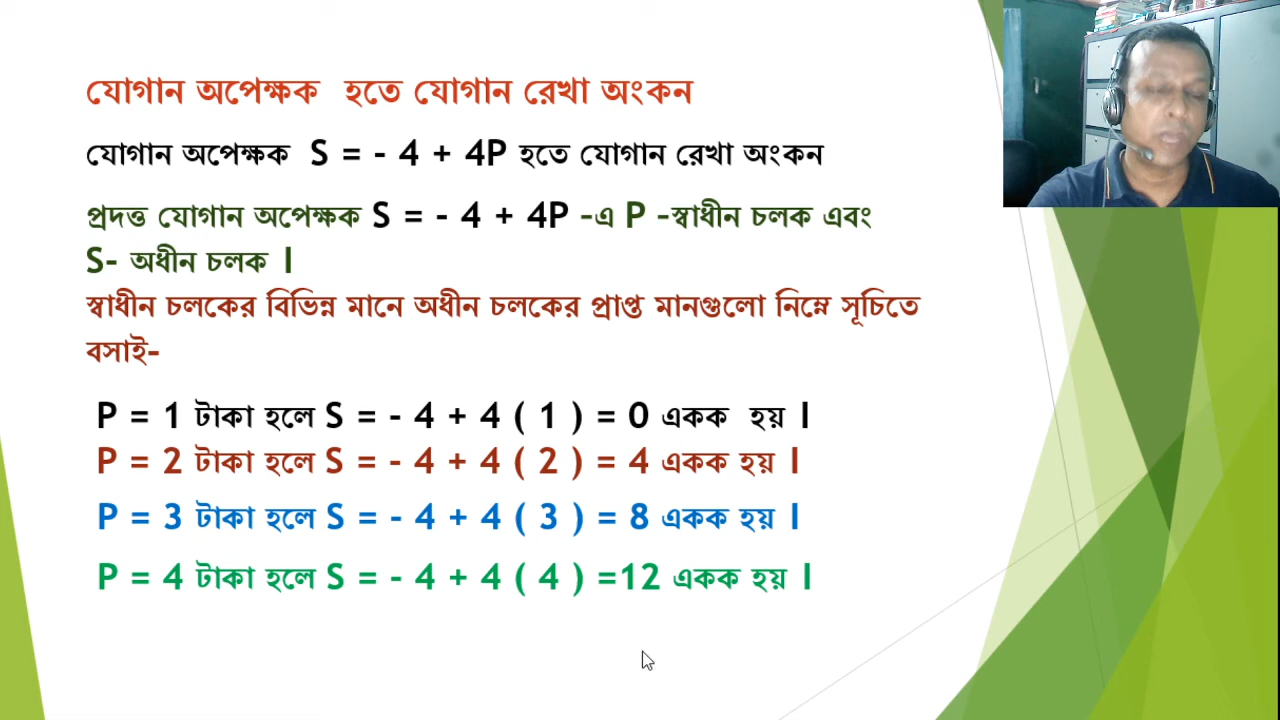 যোগান অপেক্ষক হতে যোগান রেখা অংকন
যোগান অপেক্ষক S = - 4 + 4P হতে যোগান রেখা অংকন
প্রদত্ত যোগান অপেক্ষক S = - 4 + 4P -এ P -স্বাধীন চলক এবং
S- অধীন চলক ।
স্বাধীন চলকের বিভিন্ন মানে অধীন চলকের প্রাপ্ত মানগুলো নিম্নে সূচিতে
বসাই-
P = 1 টাকা হলে S = - 4 + 4 ( 1 ) = 0 একক হয় ।
P = 2 টাকা হলে S = - 4 + 4 ( 2 ) = 4 একক হয় ।
P = 3 টাকা হলে S = - 4 + 4 ( 3 ) = 8 একক হয় ।
P = 4 টাকা হলে S = - 4 + 4 ( 4 ) =12 একক হয় ।